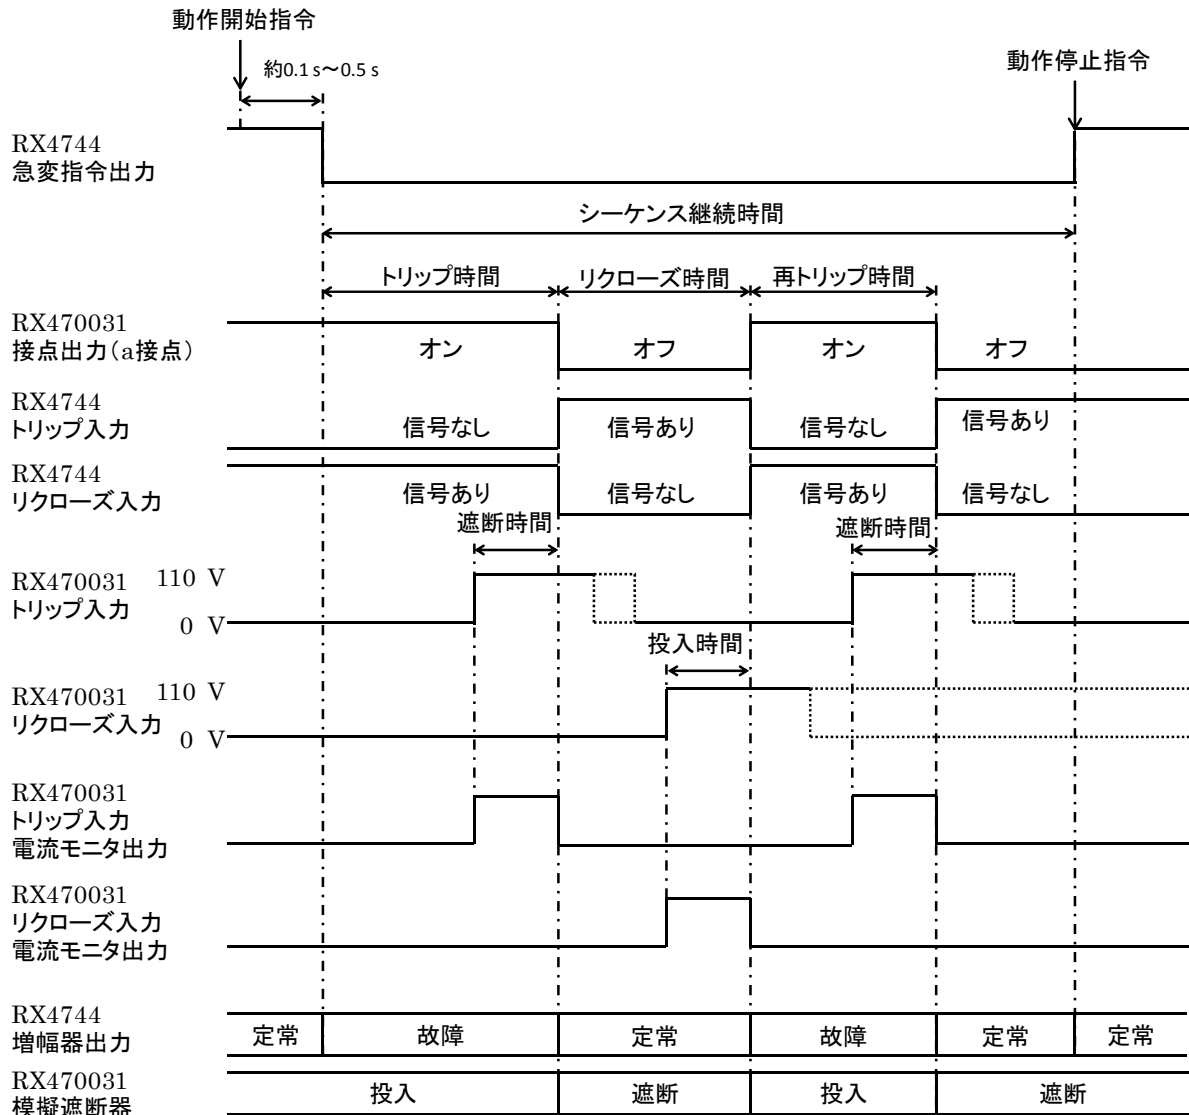 動作開始指令
約0.1 s～0.5 s
動作停止指令
RX4744
急変指令出力
シーケンス継続時間
トリップ時間 リクローズ時間 再トリップ時間
RX470031
接点出力（a接点） オン オフ オン オフ
RX4744
トリップ入力 信号なし 信号あり 信号なし 信号あり
RX4744
リクローズ入力 信号あり 信号なし 信号あり 信号なし
遮断時間 遮断時間
RX470031 110 V
トリップ入力
0 V
投入時間
RX470031 110 V
リクローズ入力
0 V
RX470031
トリップ入力
電流モニタ出力
RX470031
リクローズ入力
電流モニタ出力
RX4744
増幅器出力 定常 故障 定常 故障 定常 定常
RX470031
模擬遮断器 投入 遮断 投入 遮断